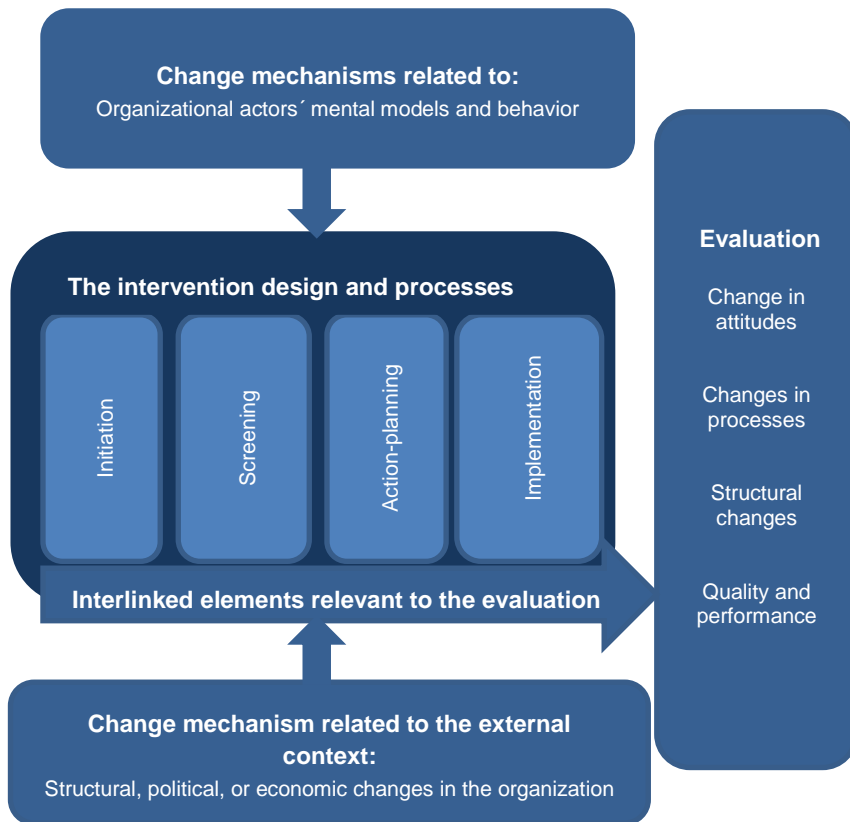 Change mechanisms related to:
Organizational actors´ mental models and behavior
The intervention design and processes
Initiation
Screening
Action-planning
Implementation
Interlinked elements relevant to the evaluation
Change mechanism related to the external
context:
Structural, political, or economic changes in the organization
Evaluation
Change in
attitudes
Changes in
processes
Structural
changes
Quality and
performance